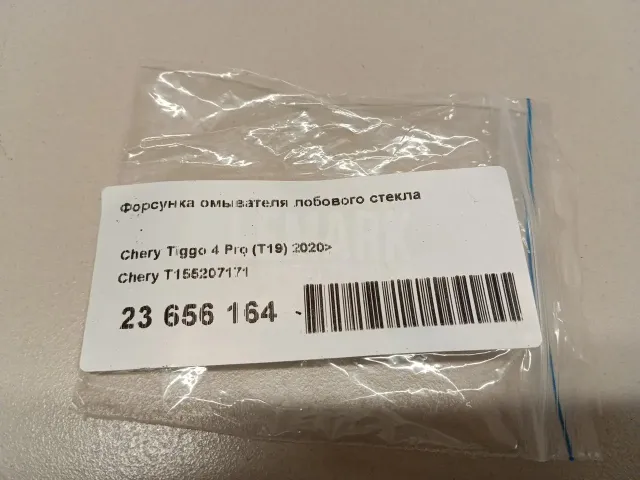 Форсунка омывателя лобового стекла
Chery Tiggo 4 Pro (T19) 2020>
Chery T155207171
23 656 164